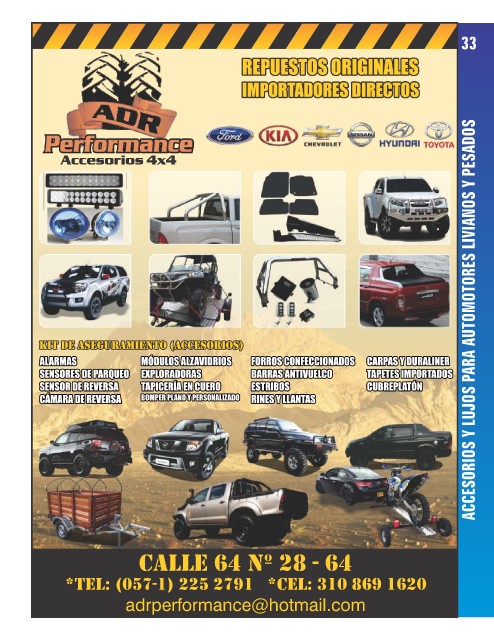 33
ACCESORIOS Y LUJOS PARA AUTOMOTORES LIVIANOS Y PESADOS
ADR
Performance
Accesorios 4x4
REPUESTOS ORIGINALES
IMPORTADORES DIRECTOS
Ford
KIA
CHEVROLET
NISSAN
HYUNDAI
TOYOTA
KIT DE ASEGURAMIENTO (ACCESORIOS)
ALARMAS
SENSORES DE PARQUEO
SENSOR DE REVERSA
CÁMARA DE REVERSA
MÓDULOS ALZAVIDRIOS
EXPLORADORAS
TAPICERÍA EN CUERO
BOMPER PLANO Y PERSONALIZADO
FORROS CONFECCIONADOS
BARRAS ANTIVUELCO
ESTRIBOS
RINES Y LLANTAS
CARPAS Y DURALINER
TAPETES IMPORTADOS
CUBREPLATÓN
CALLE 64 Nº 28 - 64
*TEL: (057-1) 225 2791 *CEL: 310 869 1620
adrperformance@hotmail.com